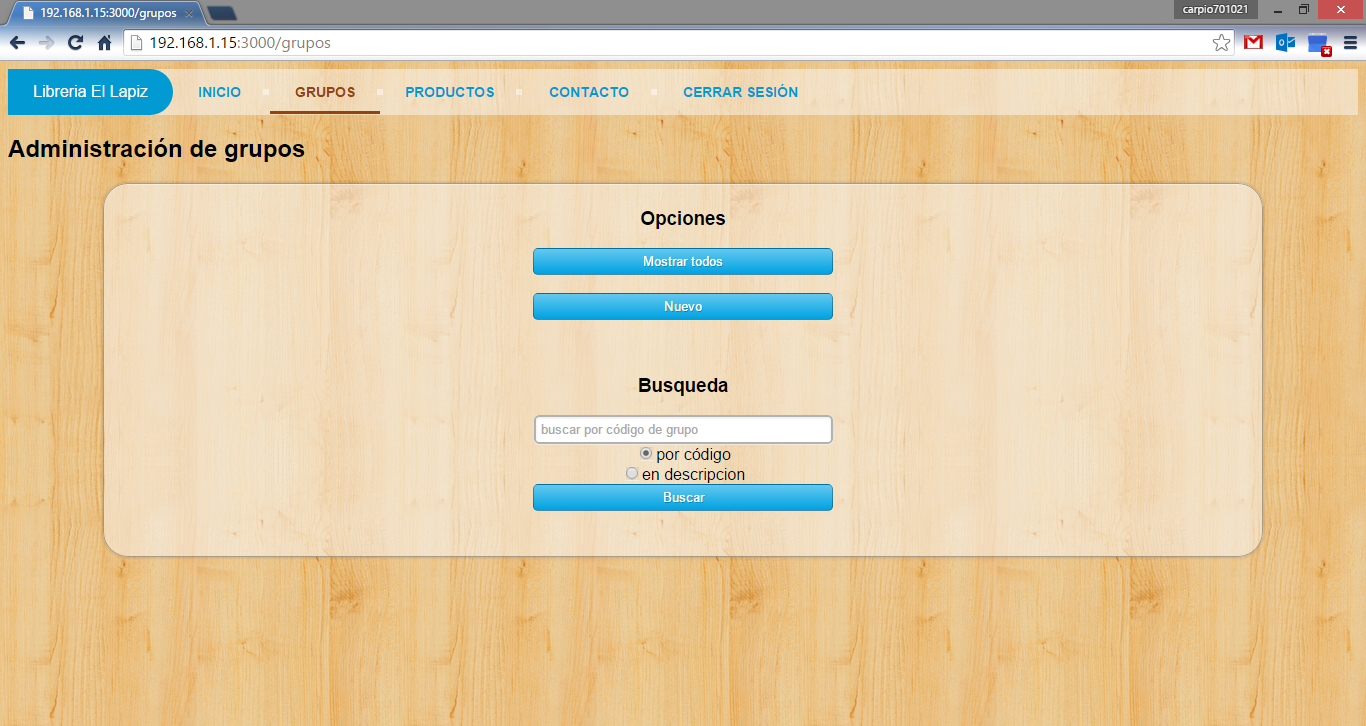 192.168.1.15:3000/grupos
carpio701021
192.168.1.15:3000/grupos
Libreria El Lapiz INICIO GRUPOS PRODUCTOS CONTACTO CERRAR SESIÓN
Administración de grupos
Opciones
Mostrar todos
Nuevo
Busqueda
buscar por código de grupo
por código
en descripcion
Buscar